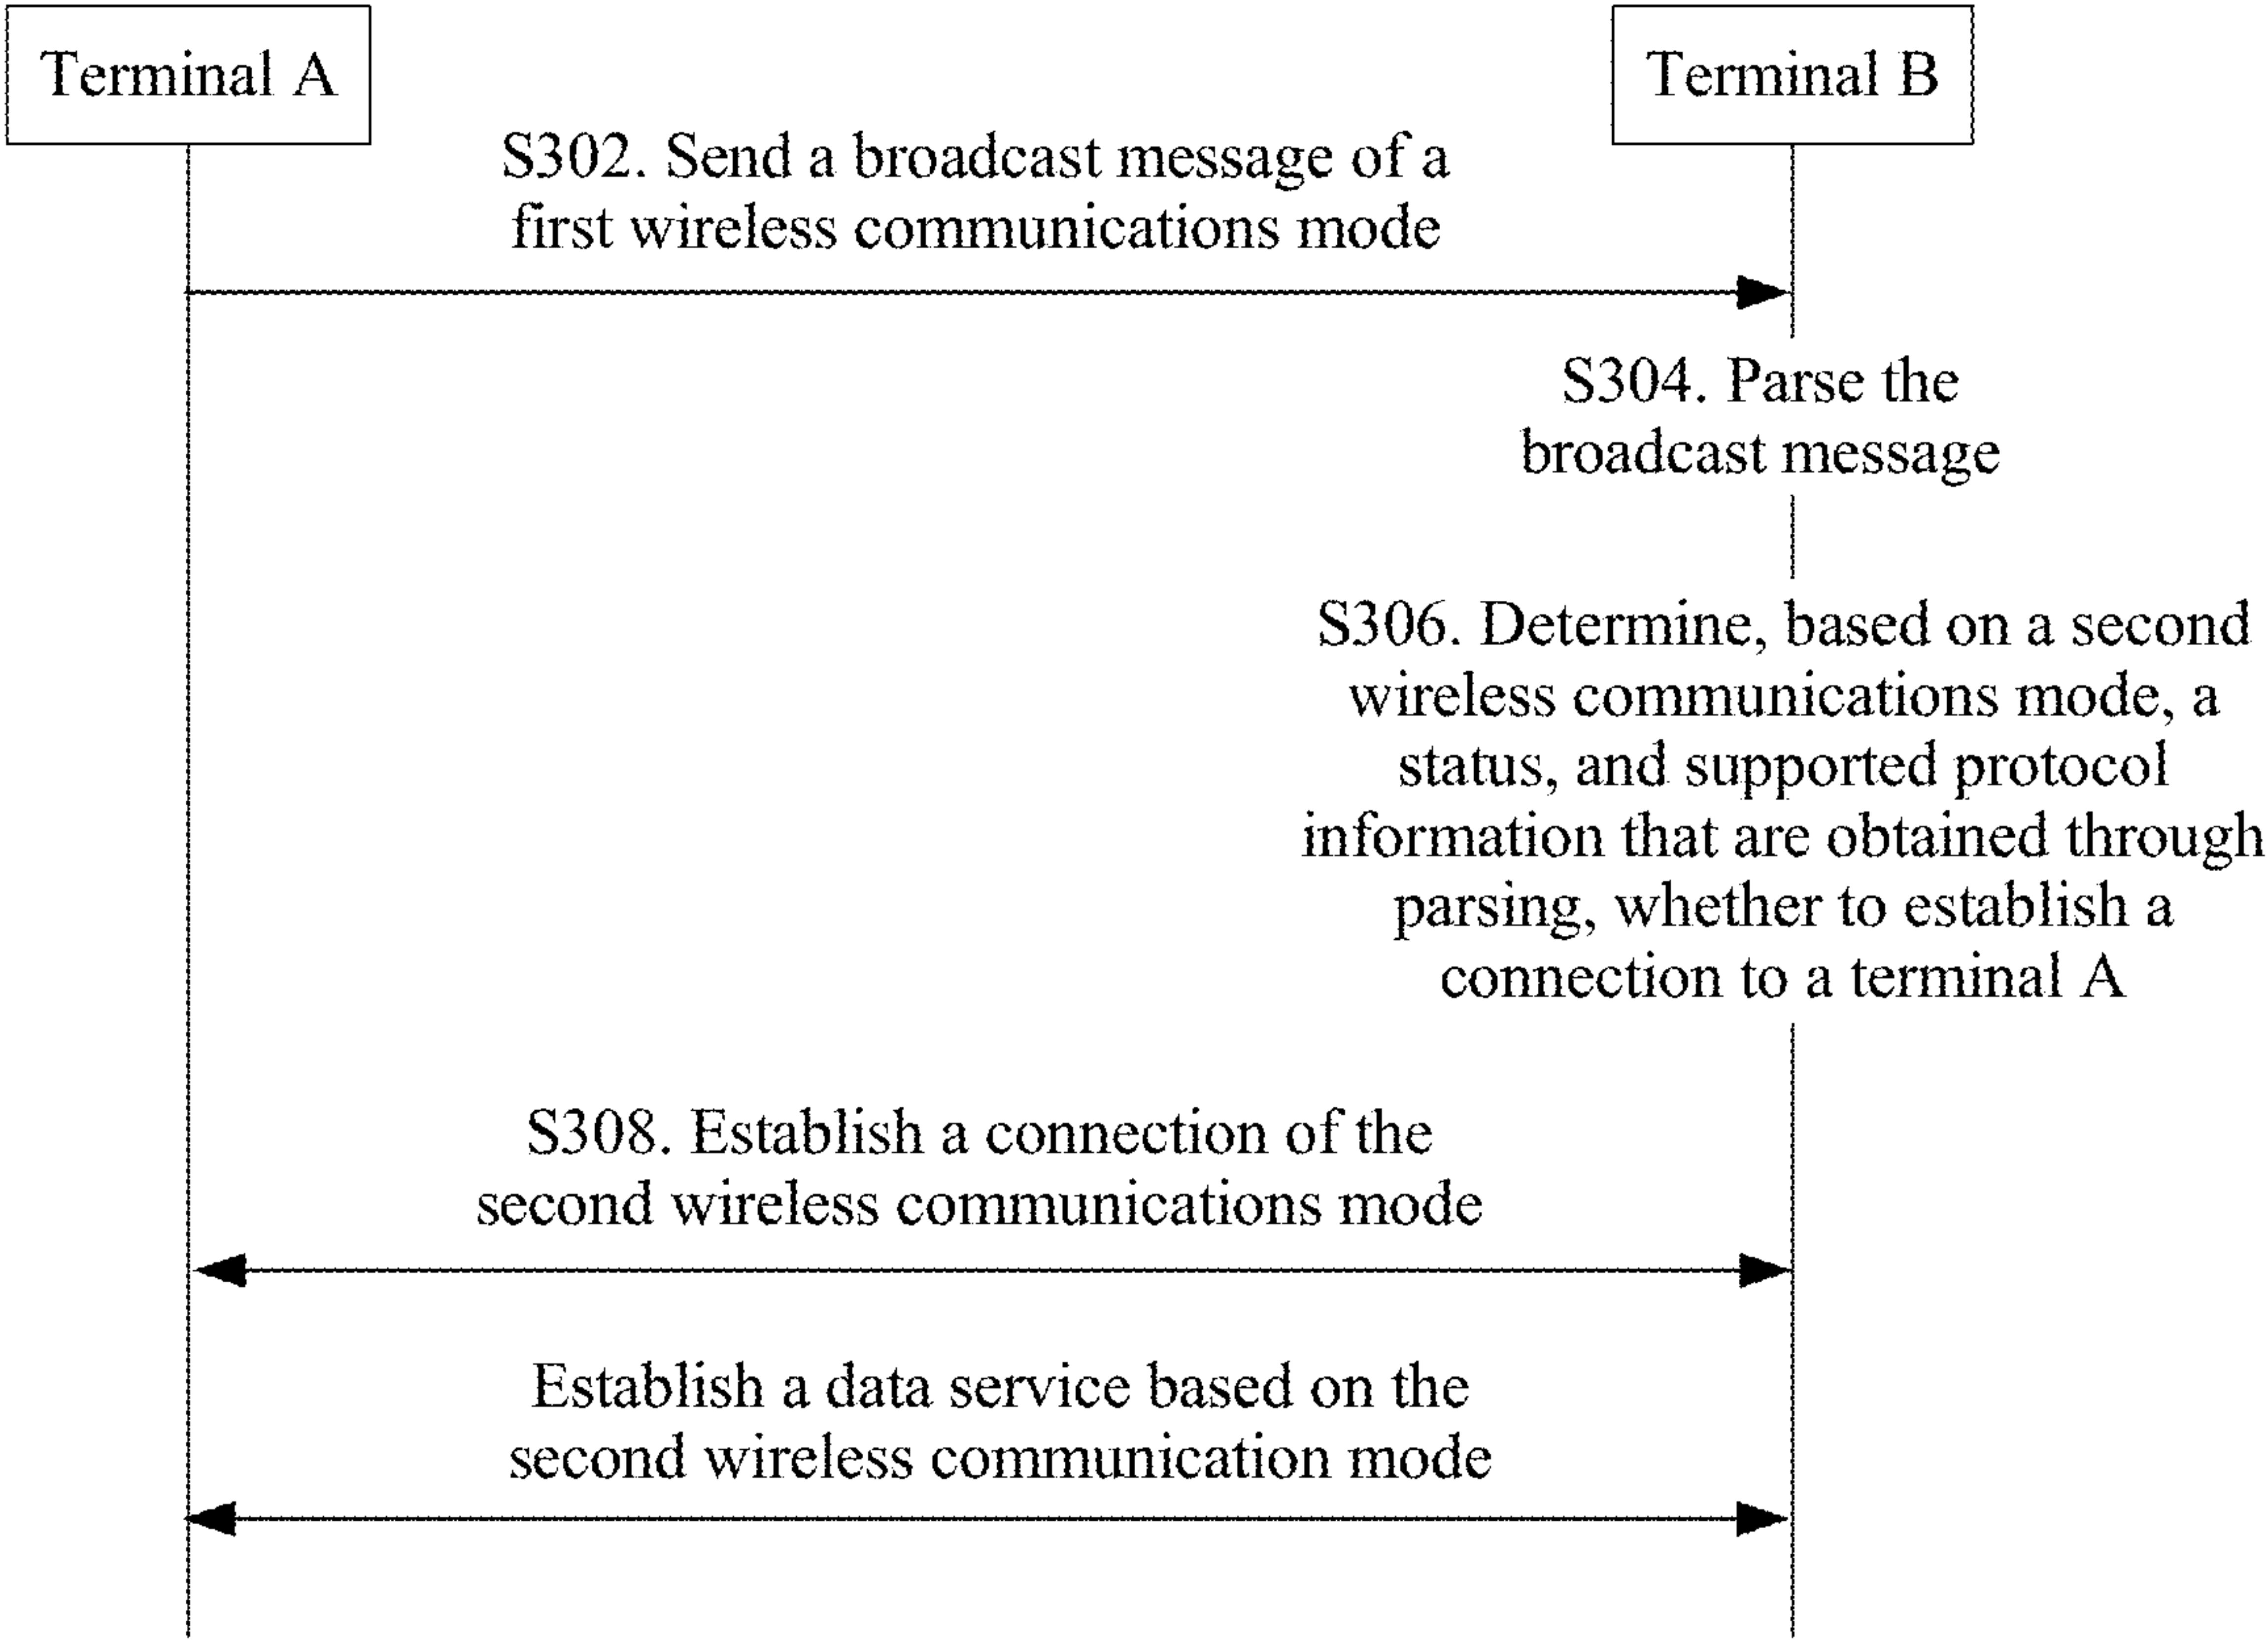 Terminal A
Terminal B
S302. Send a broadcast message of a
first wireless communications mode
S304. Parse the
broadcast message
S306. Determine, based on a second
wireless communications mode, a
status, and supported protocol
information that are obtained through
parsing, whether to establish a
connection to a terminal A
S308. Establish a connection of the
second wireless communications mode
Establish a data service based on the
second wireless communication mode